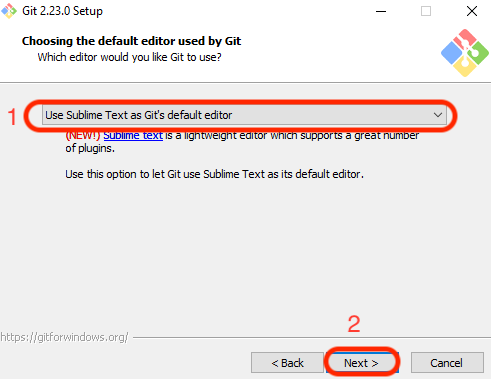 Git 2.23.0 Setup
Choosing the default editor used by Git
Which editor would you like Git to use?
1
Use Sublime Text as Git's default editor
(NEW!) Sublime text is a lightweight editor which supports a great number
of plugins.
Use this option to let Git use Sublime Text as its default editor.
2
https://gitforwindows.org/
< Back
Next >
Cancel